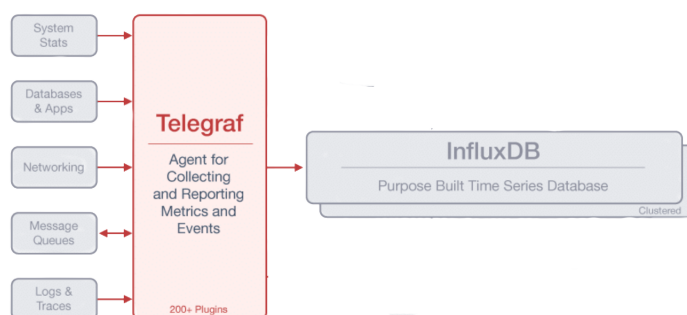 System
Stats
Databases
& Apps
Networking
Message
Queues
Logs &
Traces
Telegraf
Agent for
Collecting
and Reporting
Metrics and
Events
200+ Plugins
InfluxDB
Purpose Built Time Series Database
Clustered